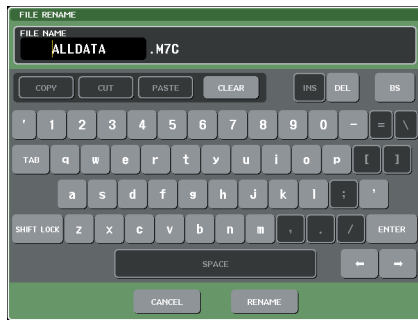 FILE RENAME
FILE NAME
ALLDATA .M7C
COPY CUT PASTE CLEAR INS DEL BS
' 1 2 3 4 5 6 7 8 9 0 - = \
TAB q w e r t y u i o p [ ]
a s d f g h j k l ; '
SHIFT LOCK z x c v b n m , . / ENTER
SPACE ← →
CANCEL RENAME